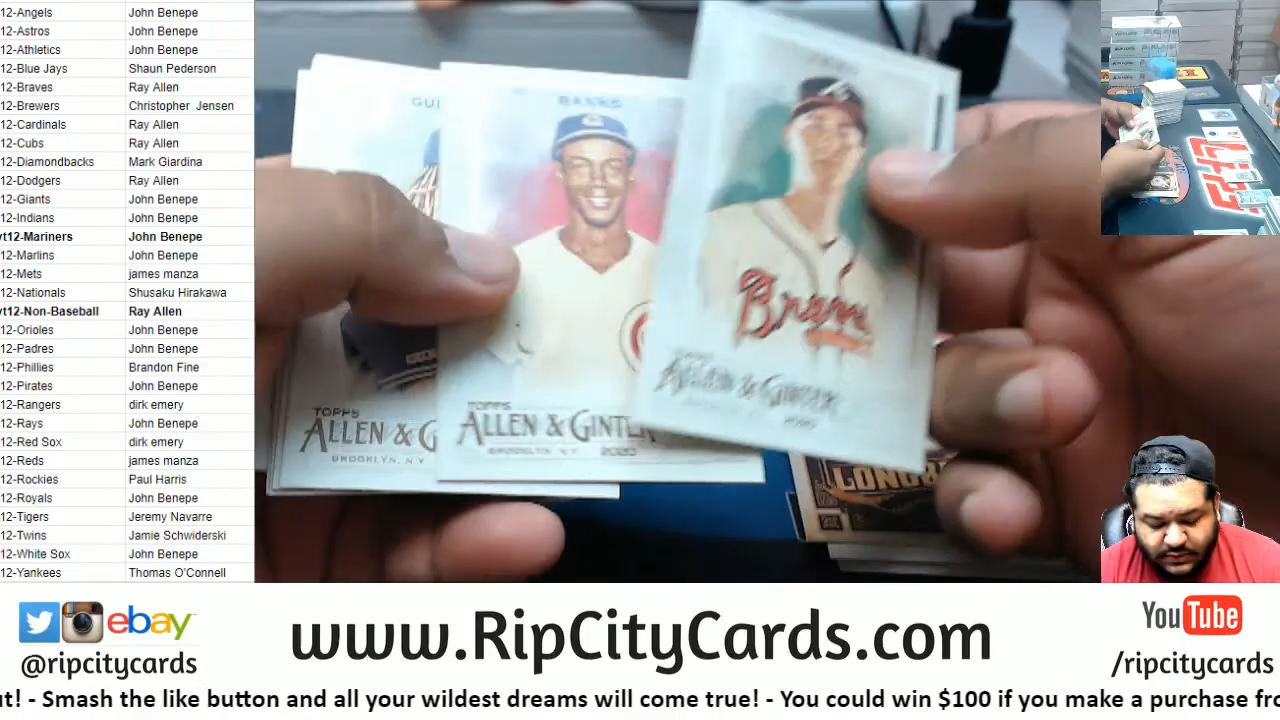 12-Angels John Benepe
12-Astros John Benepe
12-Athletics John Benepe
12-Blue Jays Shaun Pederson
12-Braves Ray Allen
12-Brewers Christopher Jensen
12-Cardinals Ray Allen
12-Cubs Ray Allen
12-Diamondbacks Mark Giardina
12-Dodgers Ray Allen
12-Giants John Benepe
12-Indians John Benepe
yt12-Mariners John Benepe
12-Marlins John Benepe
12-Mets james manza
12-Nationals Shusaku Hirakawa
yt12-Non-Baseball Ray Allen
12-Orioles John Benepe
12-Padres John Benepe
12-Phillies Brandon Fine
12-Pirates John Benepe
12-Rangers dirk emery
12-Rays John Benepe
12-Red Sox dirk emery
12-Reds james manza
12-Rockies Paul Harris
12-Royals John Benepe
12-Tigers Jeremy Navarre
12-Twins Jamie Schwiderski
12-White Sox John Benepe
12-Yankees Thomas O'Connell
GUI
TOPPS
ALLEN & G
BROOKLYN, N.Y.
BANKS
TOPPS
ALLEN & GINTE
BROOKLYN, N.Y. 2020
Braves
ALLEN & GINTER
LONGB
ebay
@ripcitycards
www.RipCityCards.com
YouTube
/ripcitycards
ut! - Smash the like button and all your wildest dreams will come true! - You could win $100 if you make a purchase fro